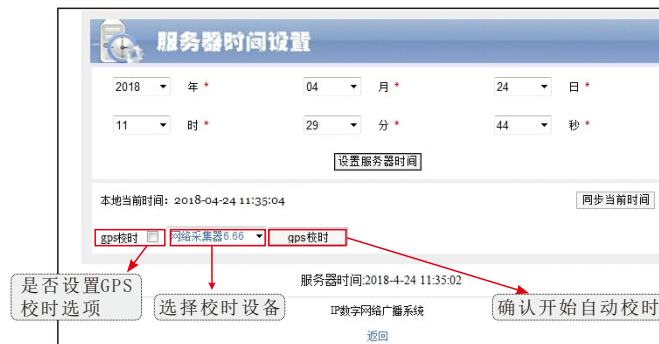 服务器时间设置
2018 年 * 04 月 * 24 日 *
11 时 * 29 分 * 44 秒 *
设置服务器时间
本地当前时间：2018-04-24 11:35:04 同步当前时间
gps校时 网络采集器6.66 gps校时
服务器时间:2018-4-24 11:35:02
是否设置GPS
校时选项
选择校时设备
确认开始自动校时
IP数字网络广播系统
返回